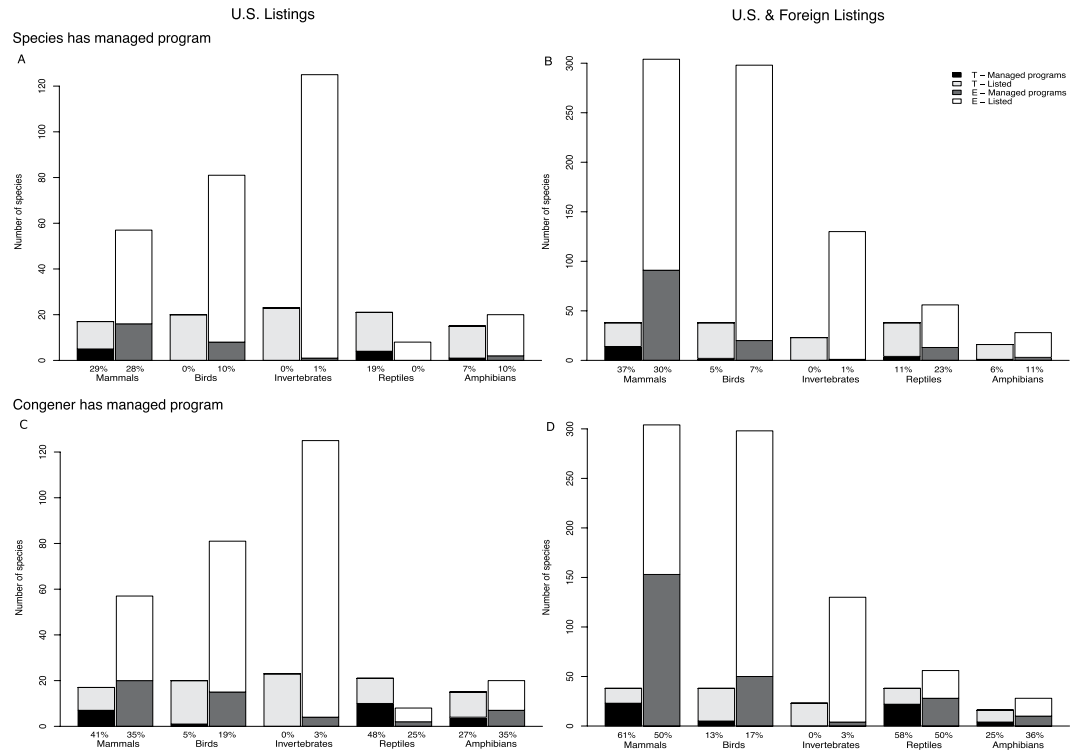 U.S. Listings
U.S. & Foreign Listings
Species has managed program
A
Number of species
0 20 40 60 80 100 120
29% 28% 0% 10% 0% 1% 19% 0% 7% 10%
Mammals Birds Invertebrates Reptiles Amphibians
B
Number of species
0 50 100 150 200 250 300
T – Managed programs
T – Listed
E – Managed programs
E – Listed
37% 30% 5% 7% 0% 1% 11% 23% 6% 11%
Mammals Birds Invertebrates Reptiles Amphibians
Congener has managed program
C
Number of species
0 20 40 60 80 100 120
41% 35% 5% 19% 0% 3% 48% 25% 27% 35%
Mammals Birds Invertebrates Reptiles Amphibians
D
Number of species
0 50 100 150 200 250 300
61% 50% 13% 17% 0% 3% 58% 50% 25% 36%
Mammals Birds Invertebrates Reptiles Amphibians